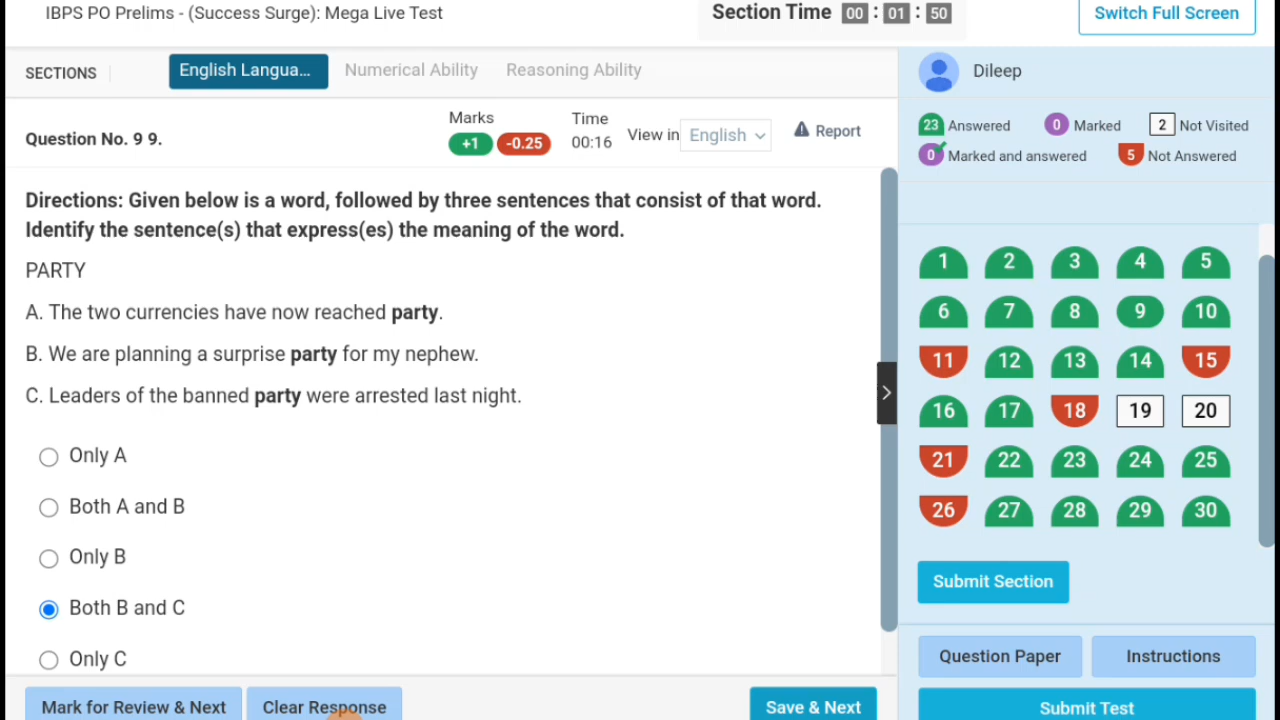 IBPS PO Prelims - (Success Surge): Mega Live Test
Section Time 00 : 01 : 50
Switch Full Screen
SECTIONS
English Langua...
Numerical Ability
Reasoning Ability
Dileep
Question No. 9 9.
Marks
+1 -0.25
Time
00:16
View in English
Report
23 Answered
0 Marked
2 Not Visited
0 Marked and answered
5 Not Answered
Directions: Given below is a word, followed by three sentences that consist of that word.
Identify the sentence(s) that express(es) the meaning of the word.
PARTY
A. The two currencies have now reached party.
B. We are planning a surprise party for my nephew.
C. Leaders of the banned party were arrested last night.
Only A
Both A and B
Only B
Both B and C
Only C
1 2 3 4 5
6 7 8 9 10
11 12 13 14 15
16 17 18 19 20
21 22 23 24 25
26 27 28 29 30
Submit Section
Question Paper
Instructions
Mark for Review & Next
Clear Response
Save & Next
Submit Test